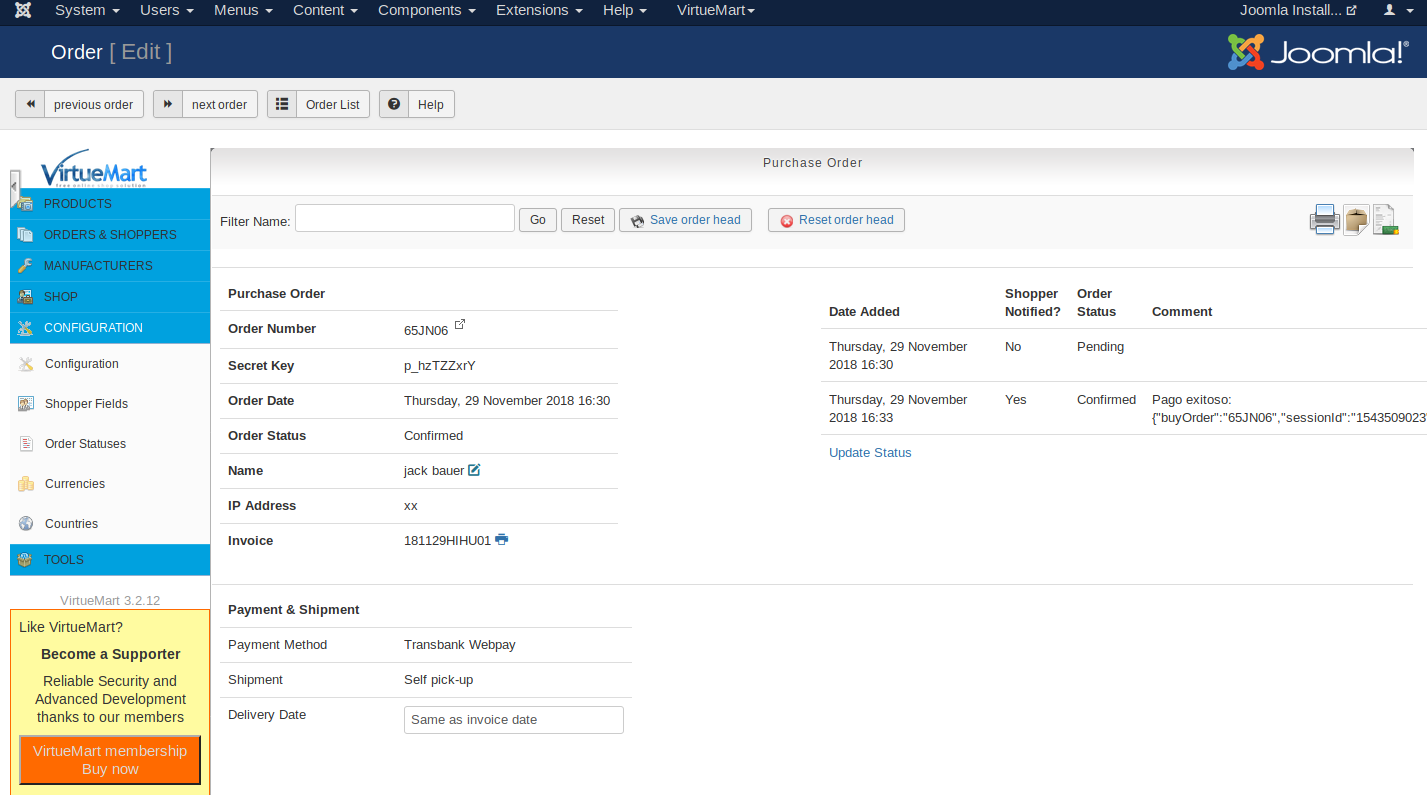 System Users Menus Content Components Extensions Help VirtueMart Joomla Install...
Order [ Edit ]
Joomla!®
previous order next order Order List Help
VirtueMart
free online shop solution
PRODUCTS
ORDERS & SHOPPERS
MANUFACTURERS
SHOP
CONFIGURATION
Configuration
Shopper Fields
Order Statuses
Currencies
Countries
TOOLS
VirtueMart 3.2.12
Like VirtueMart?
Become a Supporter
Reliable Security and
Advanced Development
thanks to our members
VirtueMart membership
Buy now
Purchase Order
Filter Name: Go Reset Save order head Reset order head
Purchase Order
Order Number 65JN06
Secret Key p_hzTZZxrY
Order Date Thursday, 29 November 2018 16:30
Order Status Confirmed
Name jack bauer
IP Address xx
Invoice 181129HIHU01
Date Added Shopper Notified? Order Status Comment
Thursday, 29 November No Pending
2018 16:30
Thursday, 29 November Yes Confirmed Pago exitoso:
2018 16:33 {"buyOrder":"65JN06","sessionId":"1543509023"
Update Status
Payment & Shipment
Payment Method Transbank Webpay
Shipment Self pick-up
Delivery Date Same as invoice date